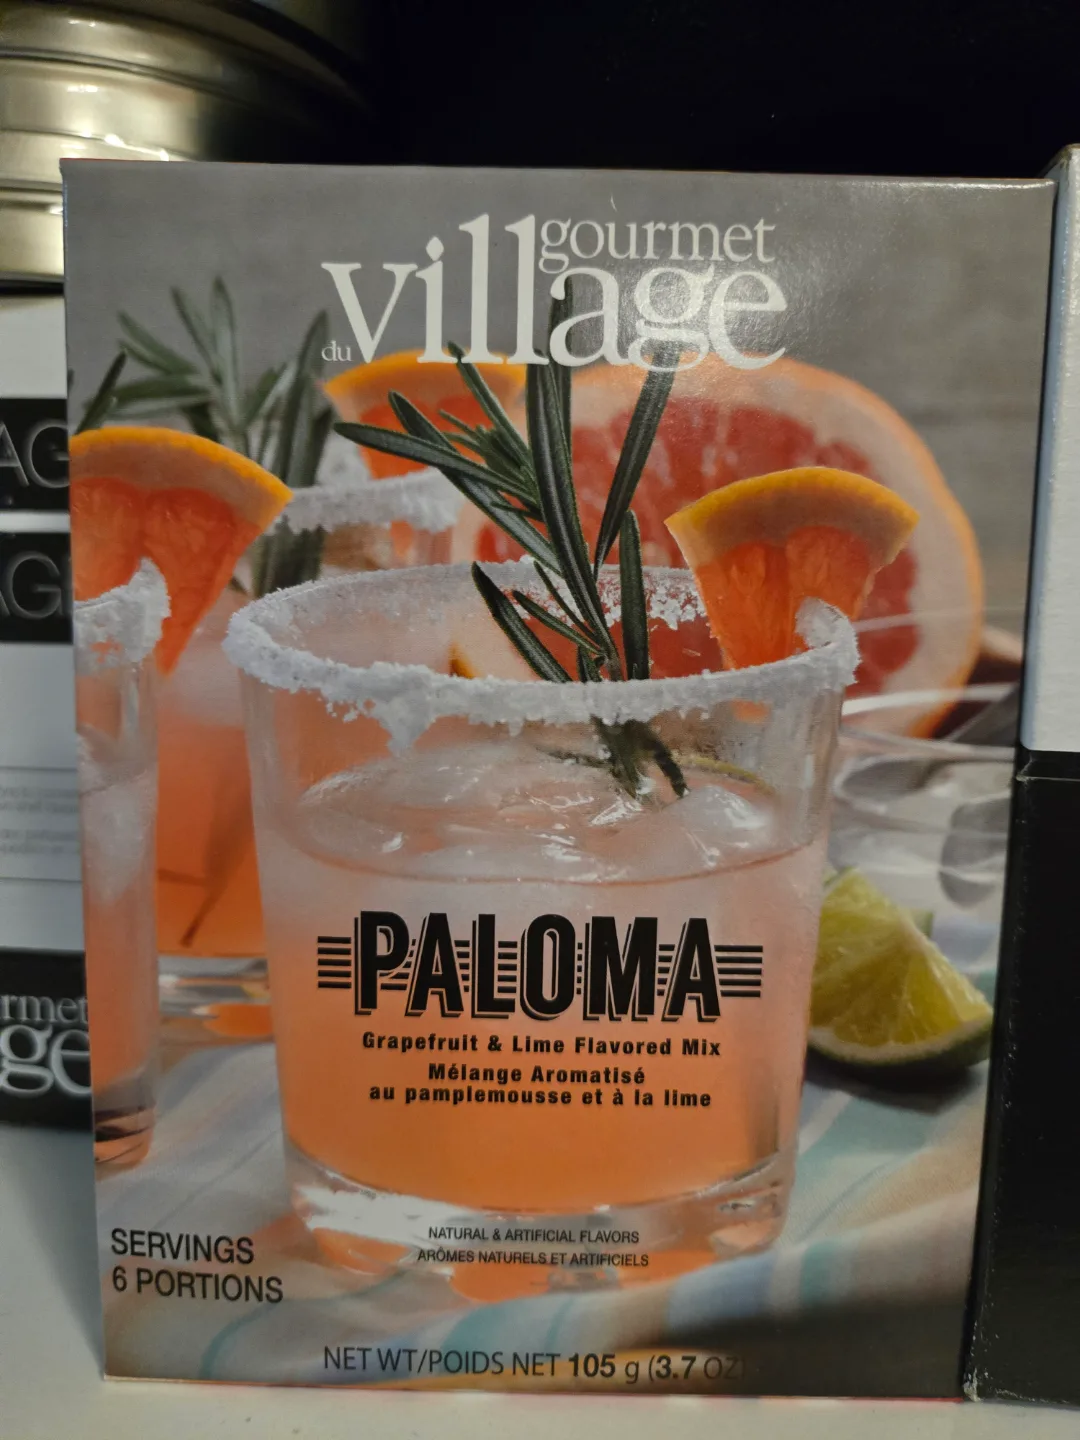 gourmet
du village
PALOMA
Grapefruit & Lime Flavored Mix
Mélange Aromatisé
au pamplemousse et à la lime
NATURAL & ARTIFICIAL FLAVORS
ARÔMES NATURELS ET ARTIFICIELS
SERVINGS
6 PORTIONS
NET WT/POIDS NET 105 g (3.7 OZ)